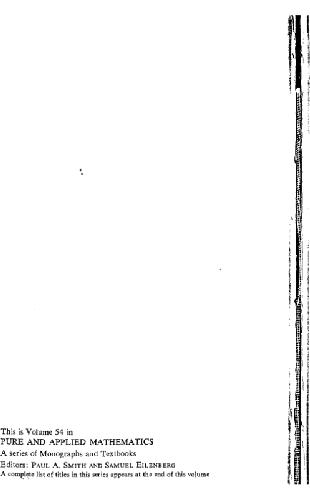 This is Volume 54 in
PURE AND APPLIED MATHEMATICS
A series of Monographs and Textbooks
Editors: PAUL A. SMITH AND SAMUEL EILENBERG
A complete list of titles in this series appears at the end of this volume